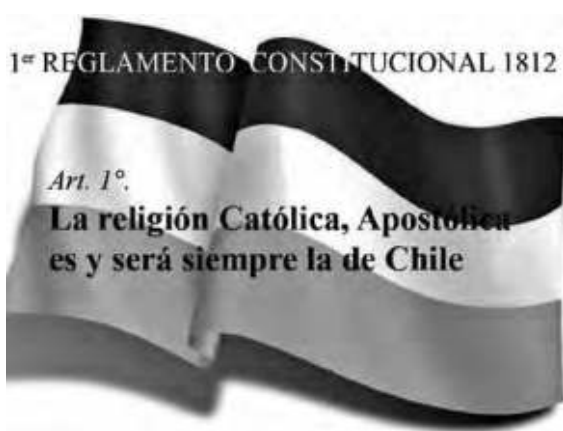 1er REGLAMENTO CONSTITUCIONAL 1812
Art. 1°.
La religión Católica, Apostólica
es y será siempre la de Chile